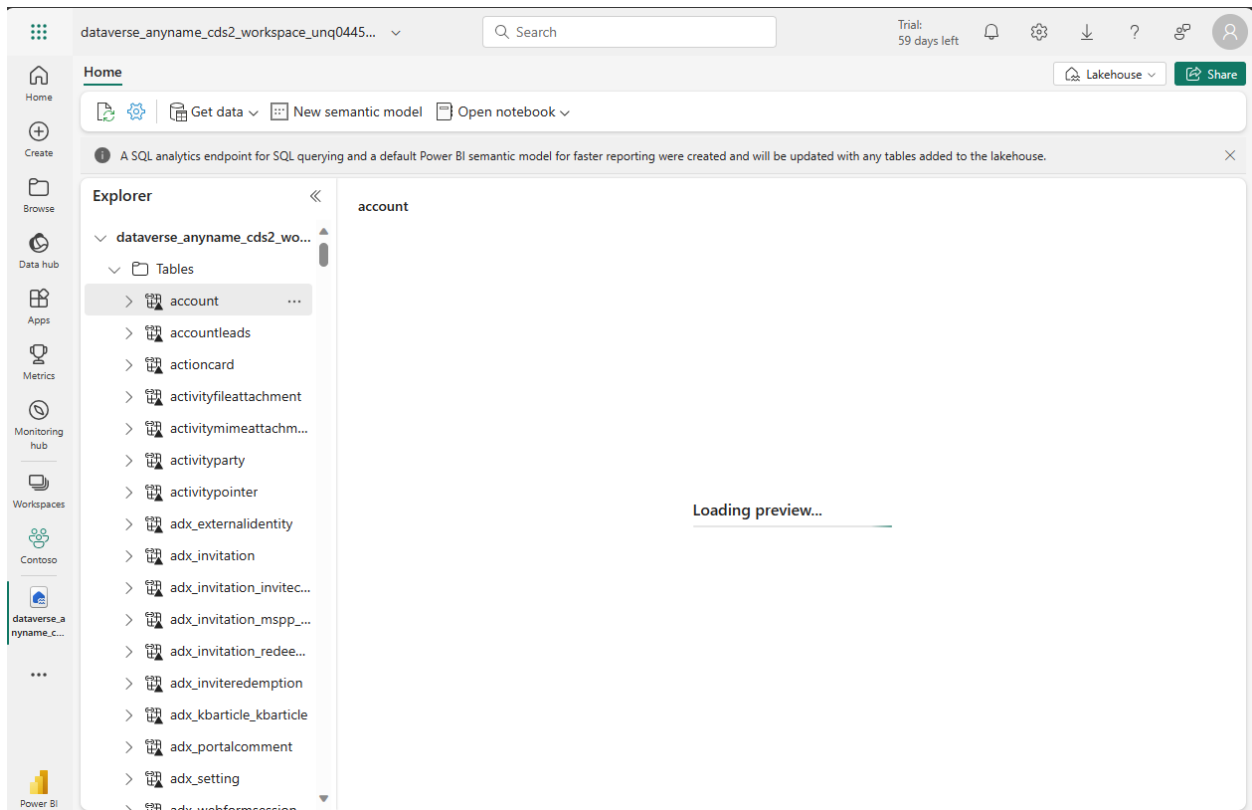 dataverse_anyname_cds2_workspace_unq0445...
Search
Trial:
59 days left
Home
Create
Browse
Data hub
Apps
Metrics
Monitoring
hub
Workspaces
Contoso
dataverse_a
nyname_c...
Power BI
Home
Lakehouse
Share
Get data
New semantic model
Open notebook
A SQL analytics endpoint for SQL querying and a default Power BI semantic model for faster reporting were created and will be updated with any tables added to the lakehouse.
Explorer
dataverse_anyname_cds2_wo...
Tables
account
accountleads
actioncard
activityfileattachment
activitymimeattachm...
activityparty
activitypointer
adx_externalidentity
adx_invitation
adx_invitation_invitec...
adx_invitation_mspp_...
adx_invitation_redee...
adx_inviteredemption
adx_kbarticle_kbarticle
adx_portalcomment
adx_setting
adx_webformsession
account
Loading preview...